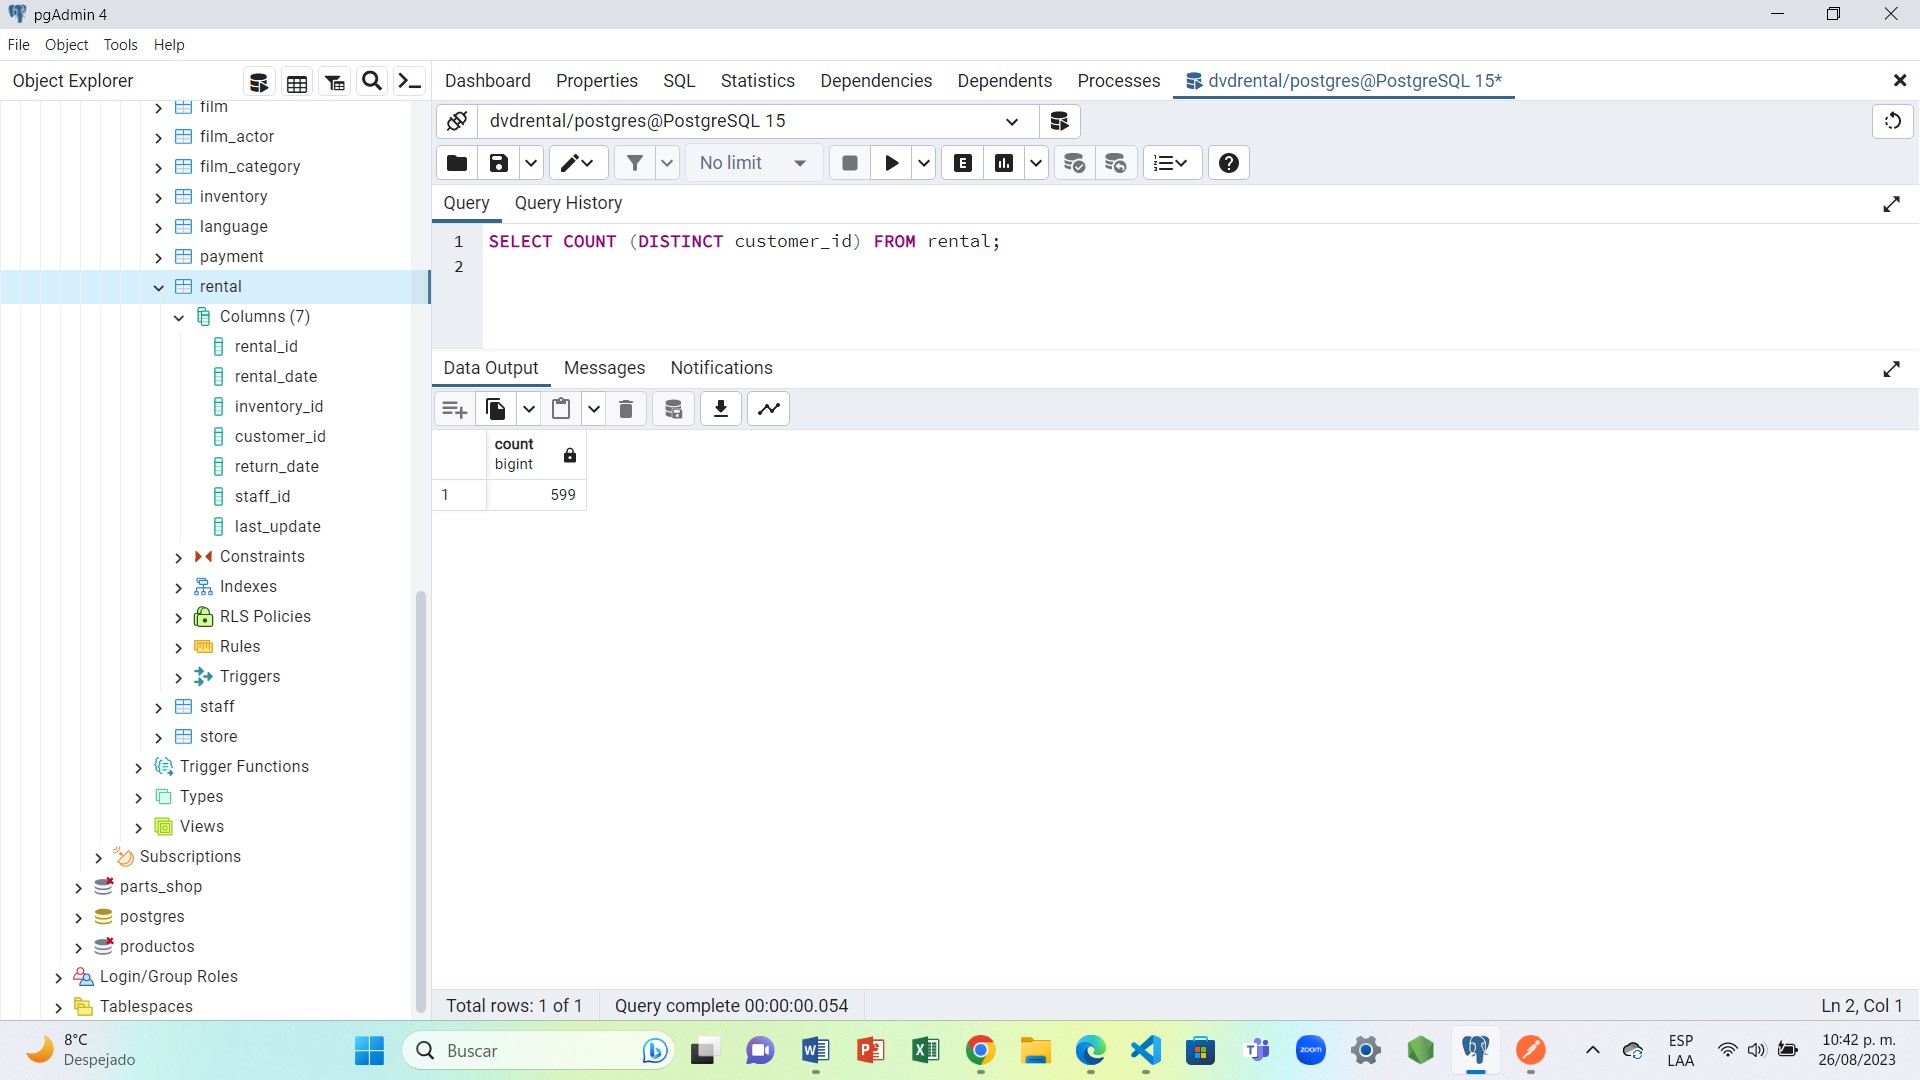 pgAdmin 4
File Object Tools Help
Object Explorer
Dashboard Properties SQL Statistics Dependencies Dependents Processes dvdrental/postgres@PostgreSQL 15*
film
film_actor
film_category
inventory
language
payment
rental
Columns (7)
rental_id
rental_date
inventory_id
customer_id
return_date
staff_id
last_update
Constraints
Indexes
RLS Policies
Rules
Triggers
staff
store
Trigger Functions
Types
Views
Subscriptions
parts_shop
postgres
productos
Login/Group Roles
Tablespaces
dvdrental/postgres@PostgreSQL 15
No limit
E
Query Query History
1 SELECT COUNT (DISTINCT customer_id) FROM rental;
2
Data Output Messages Notifications
count
bigint
1 599
Total rows: 1 of 1 Query complete 00:00:00.054 Ln 2, Col 1
8°C
Despejado
Buscar
zoom
ESP
LAA
10:42 p. m.
26/08/2023